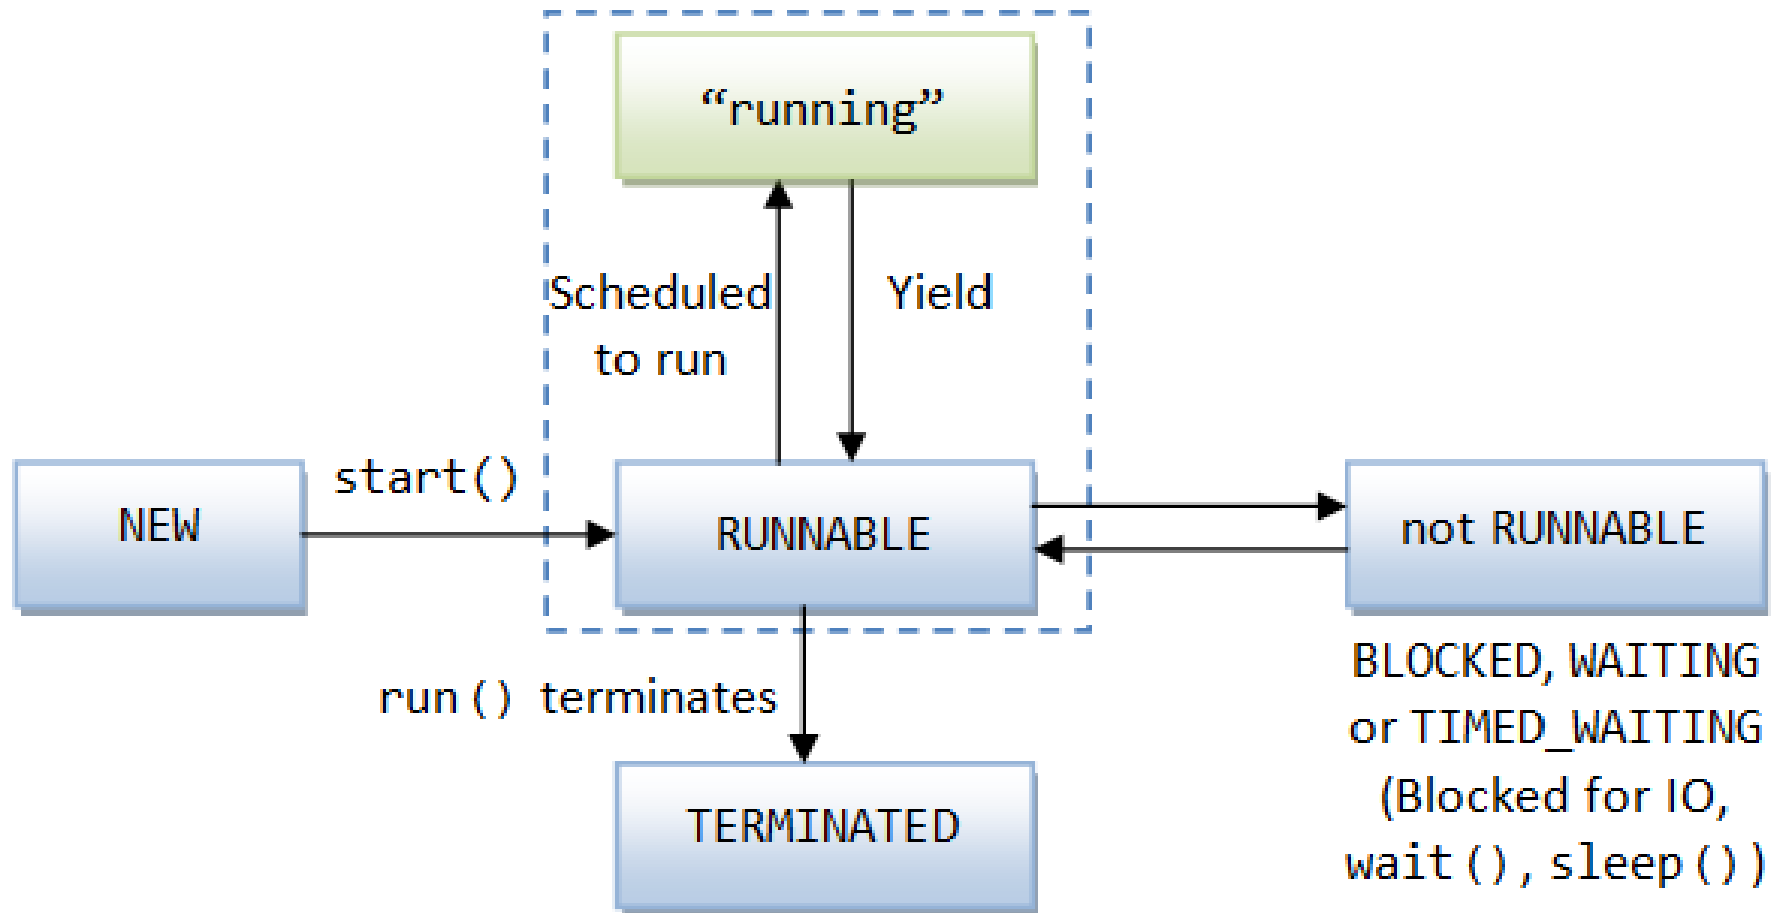 “running”
Scheduled
to run
Yield
start()
NEW
RUNNABLE
not RUNNABLE
run() terminates
BLOCKED, WAITING
or TIMED_WAITING
(Blocked for IO,
wait(), sleep())
TERMINATED